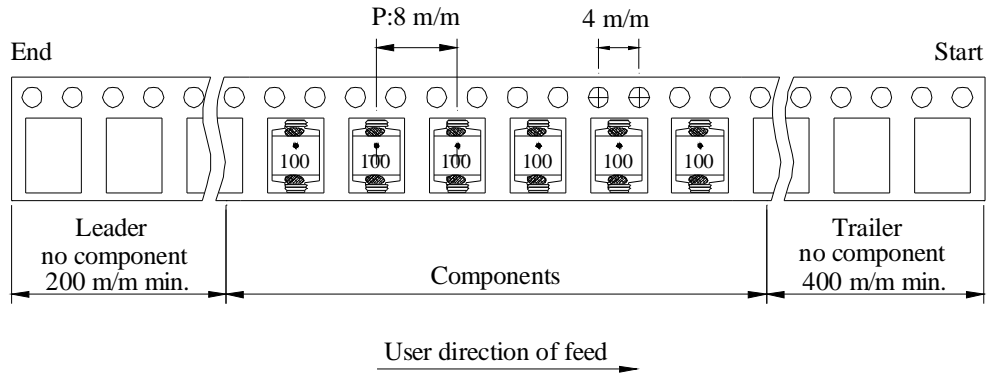 P:8 m/m
4 m/m
End
Start
100
100
100
100
100
100
Leader
no component
200 m/m min.
Components
Trailer
no component
400 m/m min.
User direction of feed